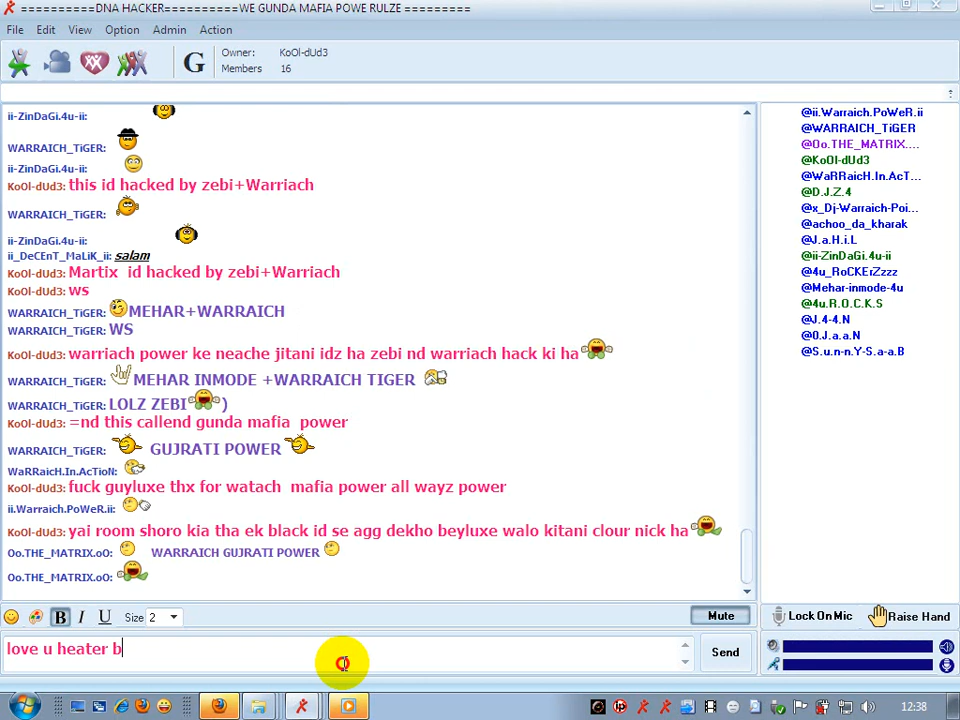 ==========DNA HACKER==========WE GUNDA MAFIA POWE RULZE =========
File Edit View Option Admin Action
G Owner: KoOl-dUd3
Members 16
ii-ZinDaGi.4u-ii:
WARRAICH_TiGER:
ii-ZinDaGi.4u-ii:
KoOl-dUd3: this id hacked by zebi+Warriach
WARRAICH_TiGER:
ii-ZinDaGi.4u-ii:
ii_DeCEnT_MaLiK_ii: salam
KoOl-dUd3: Martix id hacked by zebi+Warriach
KoOl-dUd3: ws
WARRAICH_TiGER: MEHAR+WARRAICH
WARRAICH_TiGER: WS
KoOl-dUd3: warriach power ke neache jitani idz ha zebi nd warriach hack ki ha
WARRAICH_TiGER: MEHAR INMODE +WARRAICH TIGER
WARRAICH_TiGER: LOLZ ZEBI )
KoOl-dUd3: =nd this callend gunda mafia power
WARRAICH_TiGER: GUJRATI POWER
WaRRaicH.In.AcTioN:
KoOl-dUd3: fuck guyluxe thx for watach mafia power all wayz power
ii.Warraich.PoWeR.ii:
KoOl-dUd3: yai room shoro kia tha ek black id se agg dekho beyluxe walo kitani clour nick ha
Oo.THE_MATRIX.oO: WARRAICH GUJRATI POWER
Oo.THE_MATRIX.oO:
@ii.Warraich.PoWeR.ii
@WARRAICH_TiGER
@Oo.THE_MATRIX....
@KoOl-dUd3
@WaRRaicH.In.AcT...
@D.J.Z.4
@x_Dj-Warraich-Poi...
@achoo_da_kharak
@J.a.H.i.L
@ii-ZinDaGi.4u-ii
@4u_RoCKErZzzz
@Mehar-inmode-4u
@4u.R.O.C.K.S
@J.4-4.N
@0.J.a.a.N
@S.u.n-n.Y-S.a-a.B
B I U Size 2 Mute Lock On Mic Raise Hand
love u heater b
Send
12:38